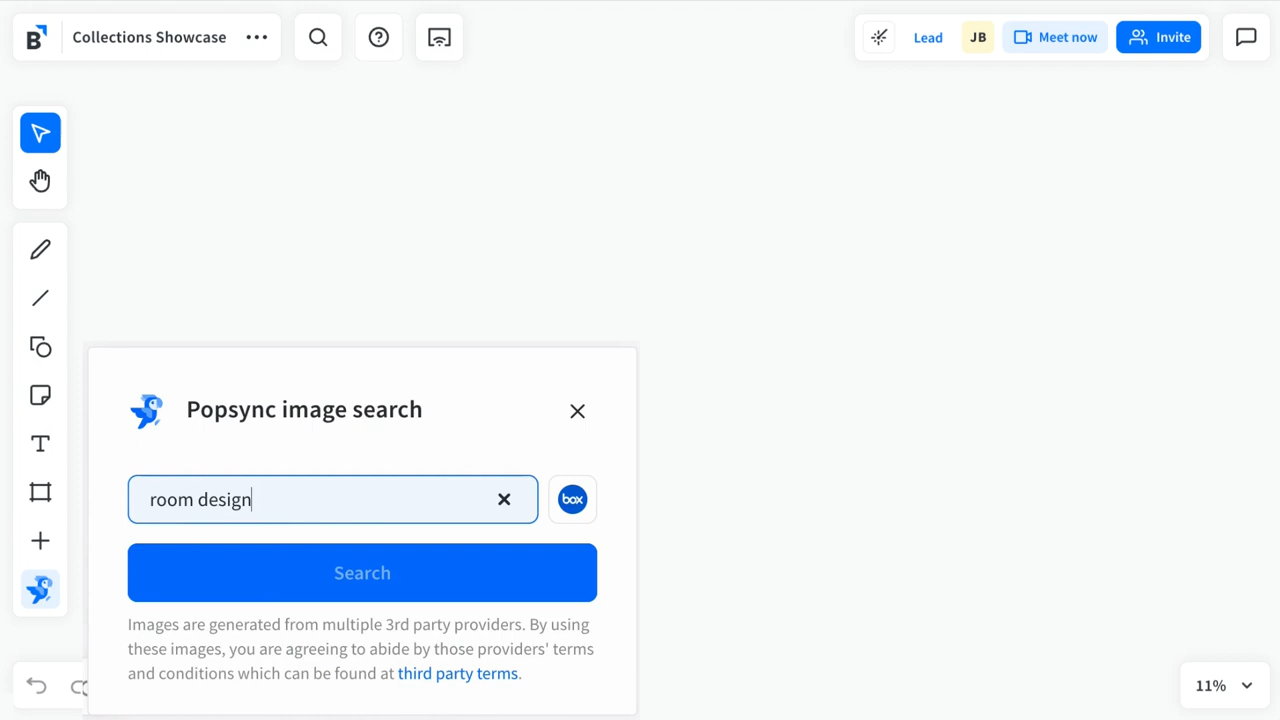 B Collections Showcase
Lead JB Meet now Invite
T
Popsync image search
room design
box
Search
Images are generated from multiple 3rd party providers. By using
these images, you are agreeing to abide by those providers' terms
and conditions which can be found at third party terms.
11%